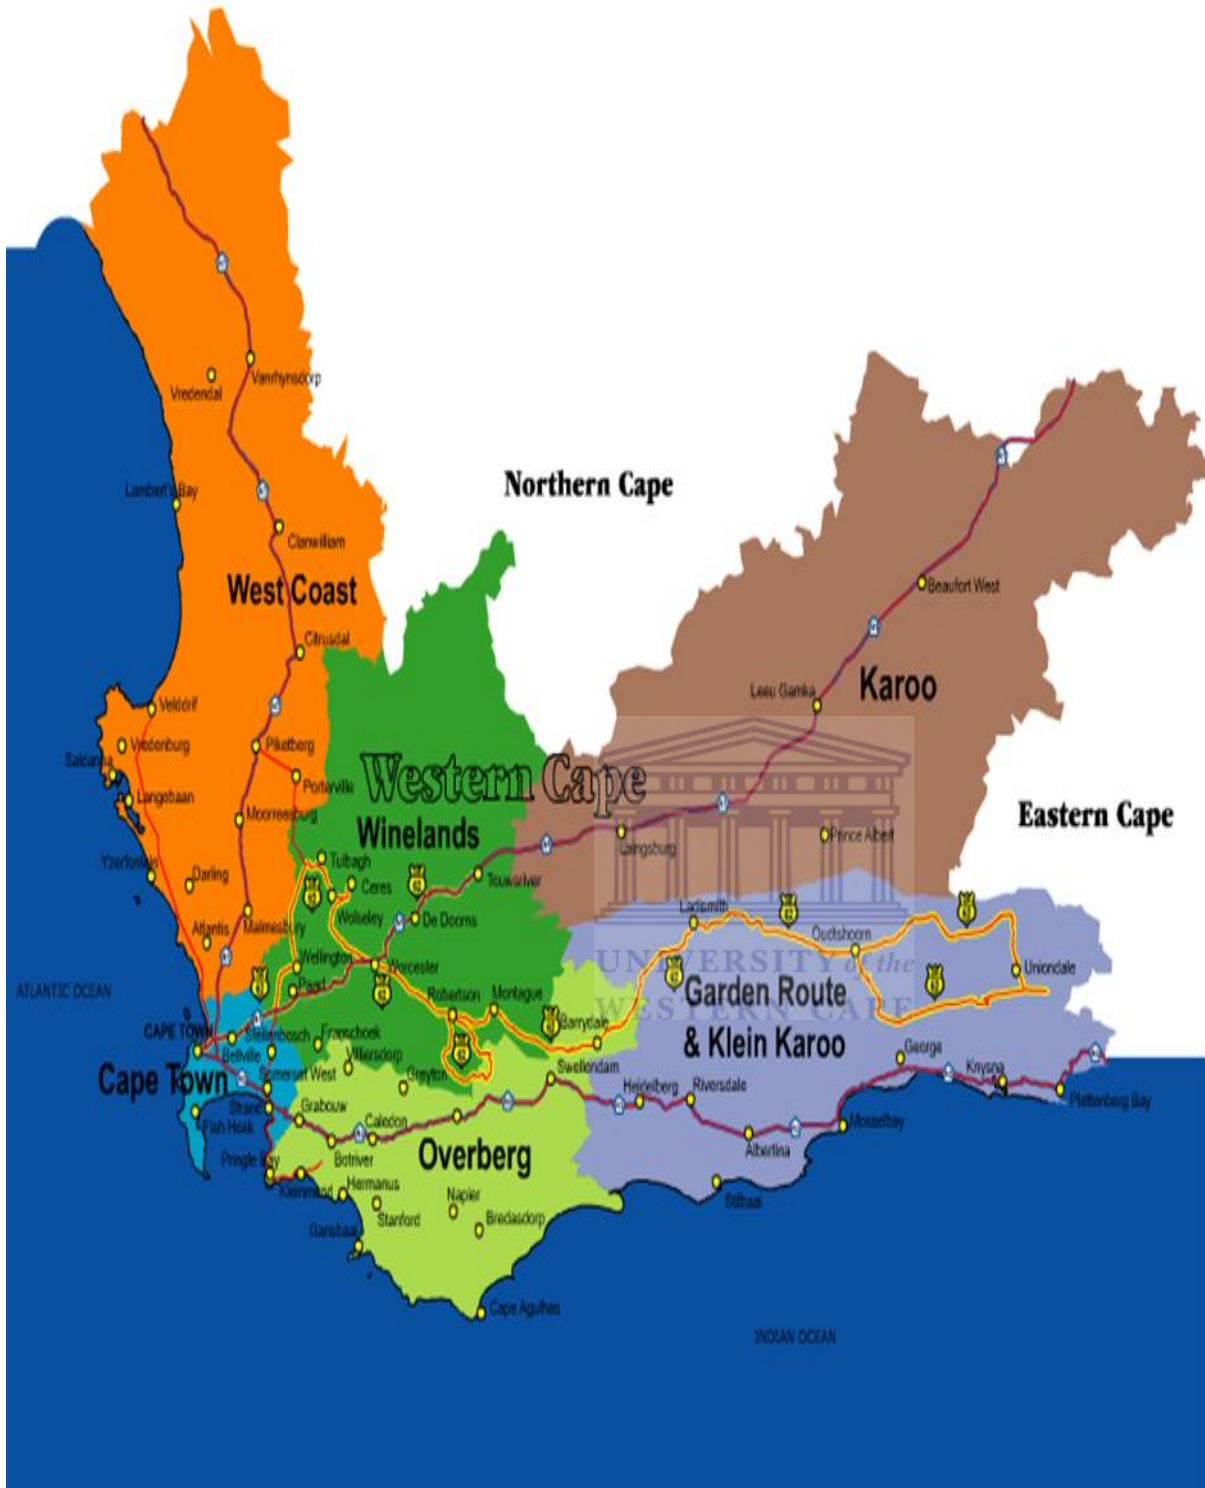 Vanrhynsdorp
Vredendal
Lambert's Bay
Northern Cape
Clanwilliam
West Coast
Beaufort West
Citrusdal
Leeu Gamka
Karoo
Velddrif
Vredenburg
Piketberg
Saldanha
Langebaan
Porterville
Western Cape
Moorreesburg
Winelands
Eastern Cape
Laingsburg
Prince Albert
Yzerfontein
Darling
Tulbagh
Ceres
Touwsriver
Atlantis
Malmesbury
Wolseley
De Doorns
Ladismith
Oudtshoorn
Wellington
Worcester
Uniondale
UNIVERSITY of the
WESTERN CAPE
ATLANTIC OCEAN
Paarl
Robertson
Montague
Garden Route
& Klein Karoo
Barrydale
CAPE TOWN
Stellenbosch
Franschoek
Bellville
Villiersdorp
George
Knysna
Cape Town
Somerset West
Greyton
Swellendam
Heidelberg
Riversdale
Plettenberg Bay
Strand
Grabouw
Fish Hoek
Caledon
Mosselbay
Albertina
Pringle Bay
Botriver
Overberg
Kleinmond
Hermanus
Stanford
Napier
Bredasdorp
Stilbaai
Gansbaai
Cape Agulhas
INDIAN OCEAN